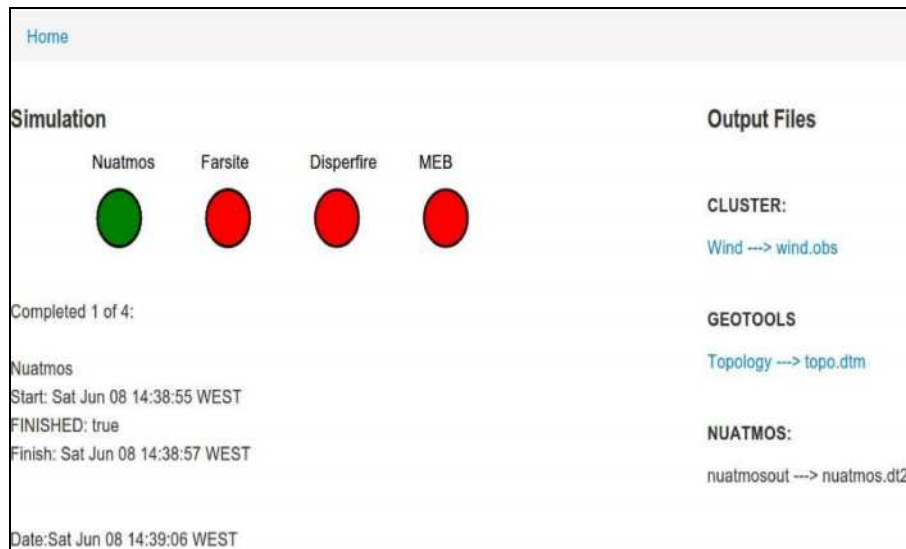 Home
Simulation
Nuatmos Farsite Disperfire MEB
Completed 1 of 4:
Nuatmos
Start: Sat Jun 08 14:38:55 WEST
FINISHED: true
Finish: Sat Jun 08 14:38:57 WEST
Date:Sat Jun 08 14:39:06 WEST
Output Files
CLUSTER:
Wind ---> wind.obs
GEOTOOLS
Topology ---> topo.dtm
NUATMOS:
nuatmosout ---> nuatmos.dt2